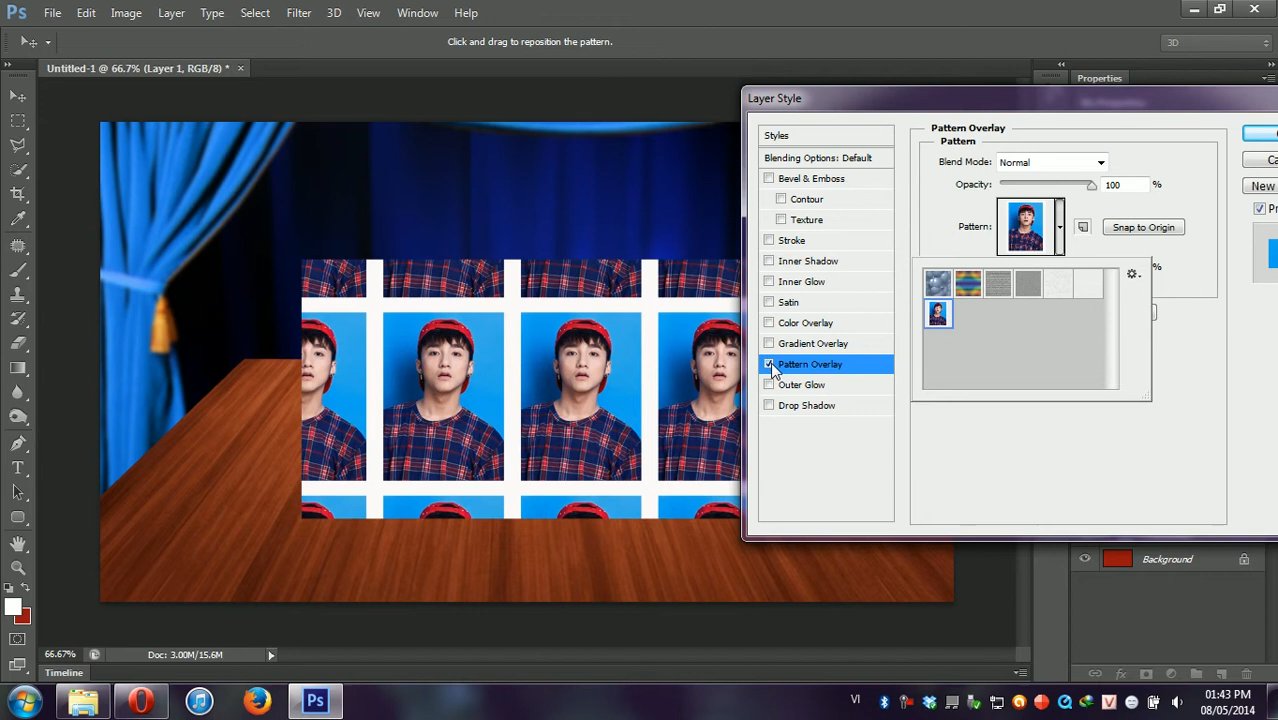 Ps File Edit Image Layer Type Select Filter 3D View Window Help
Click and drag to reposition the pattern.
3D
Untitled-1 @ 66.7% (Layer 1, RGB/8) * ×
Properties
Layer Style
Styles
Blending Options: Default
Bevel & Emboss
Contour
Texture
Stroke
Inner Shadow
Inner Glow
Satin
Color Overlay
Gradient Overlay
Pattern Overlay
Outer Glow
Drop Shadow
Pattern Overlay
Pattern
Blend Mode: Normal
Opacity: 100 %
Pattern: Snap to Origin
%
Ca
New
Pr
Background
66.67% Doc: 3.00M/15.6M
Timeline
Ps
VI
01:43 PM
08/05/2014